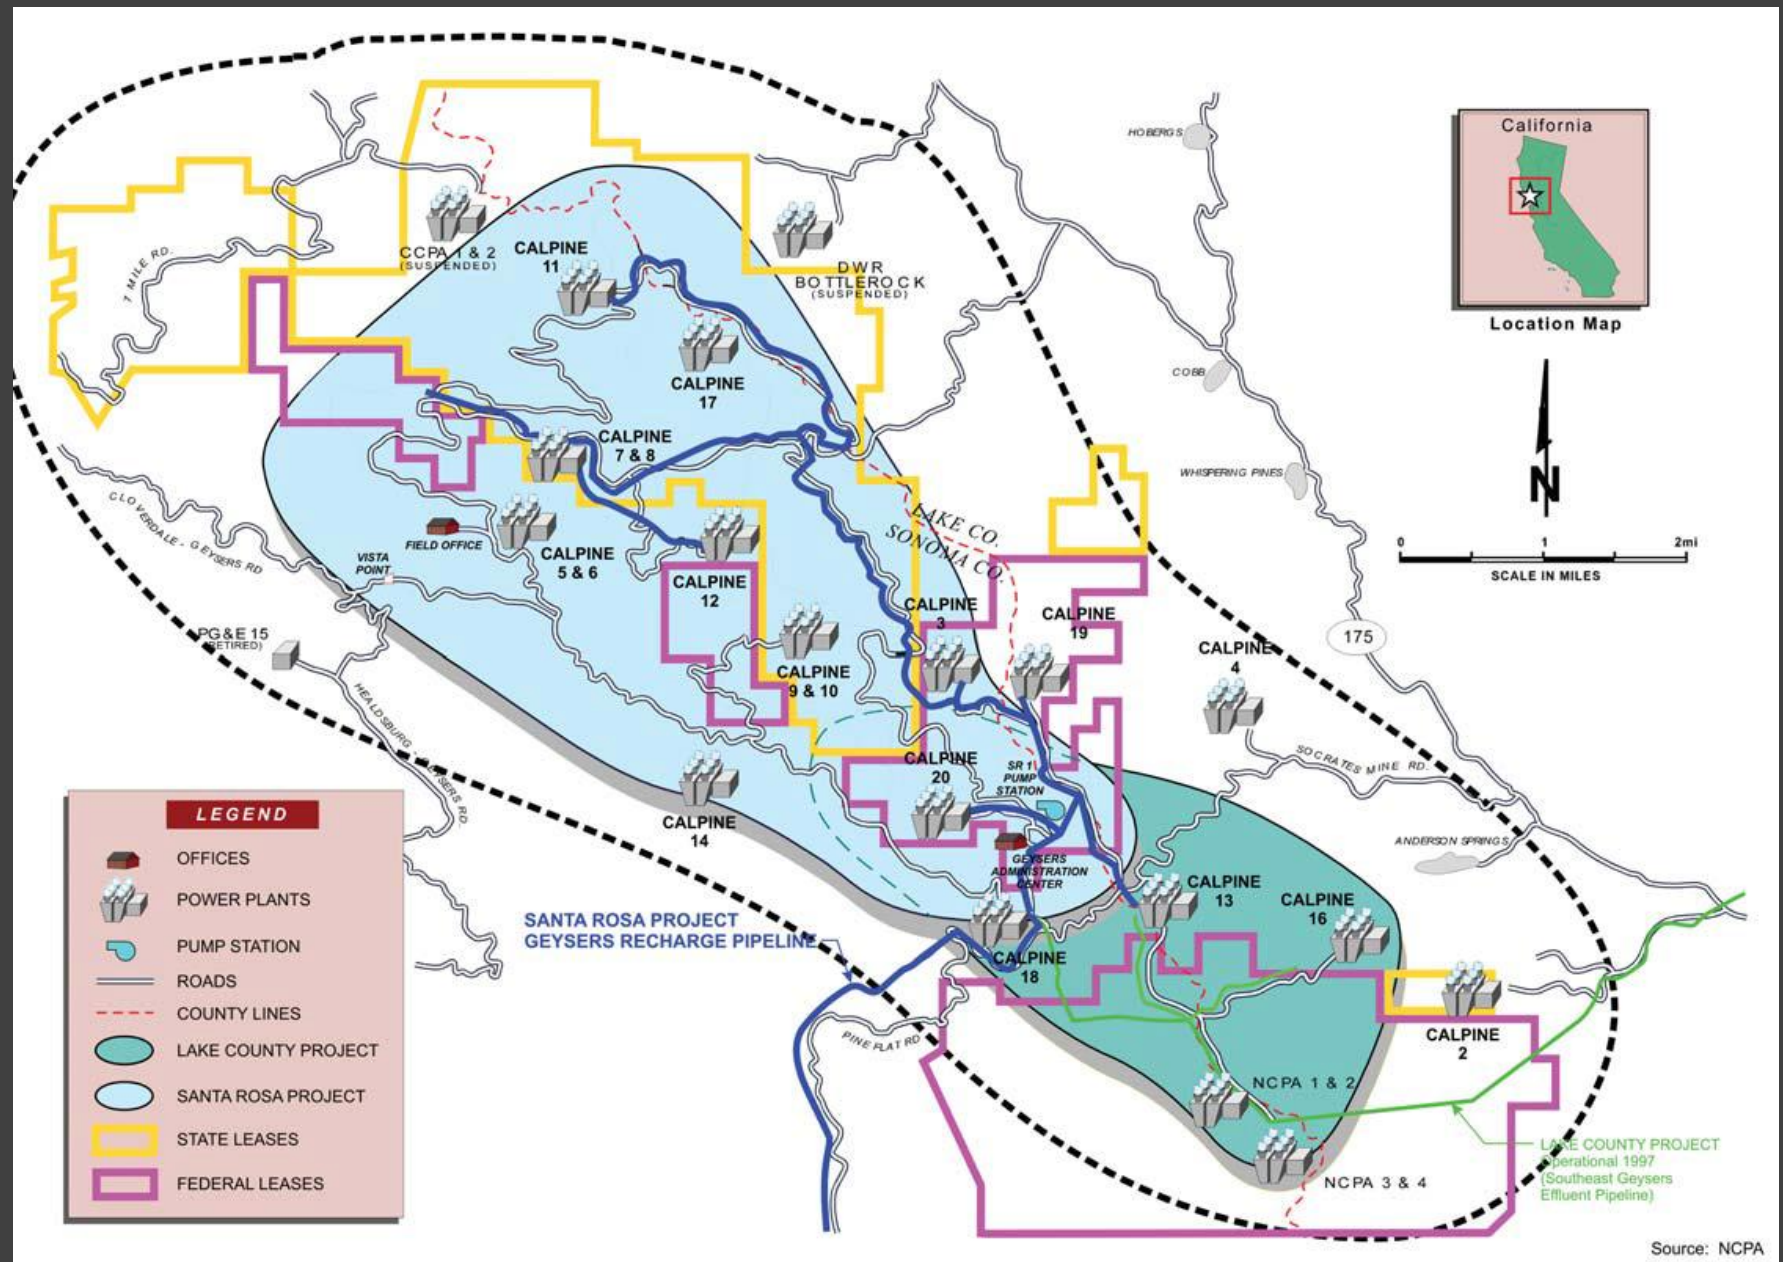 HOBERGS
California
Location Map
7 MILE RD.
CCPA 1 & 2
(SUSPENDED)
CALPINE
11
DWR
BOTTLEROCK
(SUSPENDED)
CALPINE
17
COBB
N
CALPINE
7 & 8
WHISPERING PINES
CLOVERDALE - GEYSERS RD
FIELD OFFICE
VISTA
POINT
CALPINE
5 & 6
CALPINE
12
LAKE CO.
SONOMA CO.
0 1 2mi
SCALE IN MILES
CALPINE
3
CALPINE
19
175
PG&E 15
(RETIRED)
CALPINE
4
CALPINE
9 & 10
HEALDSBURG - GEYSERS RD.
CALPINE
20
SR 1
PUMP
STATION
SOCRATES MINE RD.
CALPINE
14
ANDERSON SPRINGS
GEYSERS
ADMINISTRATION
CENTER
CALPINE
13
CALPINE
16
SANTA ROSA PROJECT
GEYSERS RECHARGE PIPELINE
CALPINE
18
PINE FLAT RD
CALPINE
2
NCPA 1 & 2
NCPA 3 & 4
LAKE COUNTY PROJECT
Operational 1997
(Southeast Geysers
Effluent Pipeline)
LEGEND
OFFICES
POWER PLANTS
PUMP STATION
ROADS
COUNTY LINES
LAKE COUNTY PROJECT
SANTA ROSA PROJECT
STATE LEASES
FEDERAL LEASES
Source: NCPA